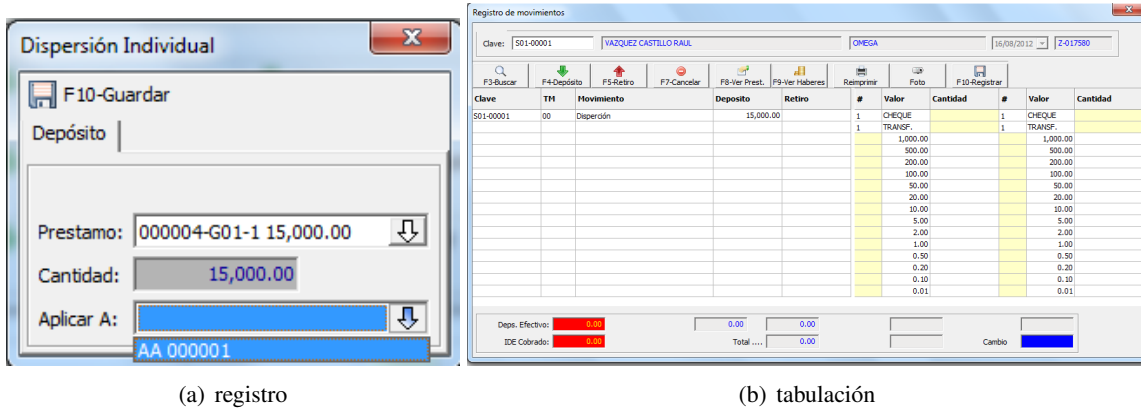 Dispersión Individual
F10-Guardar
Depósito
Prestamo: 000004-G01-1 15,000.00
Cantidad: 15,000.00
Aplicar A:
AA 000001
(a) registro
Registro de movimientos
Clave: S01-00001 VAZQUEZ CASTILLO RAUL OMEGA 16/08/2012 Z-017580
F3-Buscar F4-Depósito F5-Retiro F7-Cancelar F8-Ver Prest. F9-Ver Haberes Reimprimir Foto F10-Registrar
Clave TM Movimiento Deposito Retiro # Valor Cantidad # Valor Cantidad
S01-00001 00 Disperción 15,000.00 1 CHEQUE 1 CHEQUE
1 TRANSF. 1 TRANSF.
1,000.00 1,000.00
500.00 500.00
200.00 200.00
100.00 100.00
50.00 50.00
20.00 20.00
10.00 10.00
5.00 5.00
2.00 2.00
1.00 1.00
0.50 0.50
0.20 0.20
0.10 0.10
0.01 0.01
Deps. Efectivo: 0.00 0.00 0.00
IDE Cobrado: 0.00 Total .... 0.00 Cambio
(b) tabulación